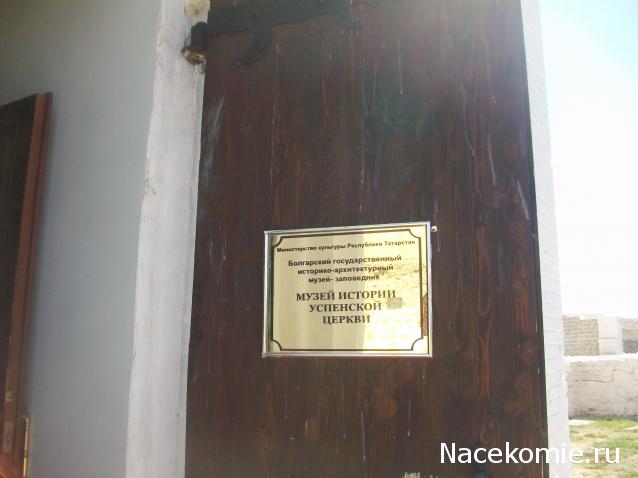 Министерство культуры Республики Татарстан
Болгарский государственный
историко-архитектурный
музей- заповедник
МУЗЕЙ ИСТОРИИ
УСПЕНСКОЙ
ЦЕРКВИ
Nacekomie.ru